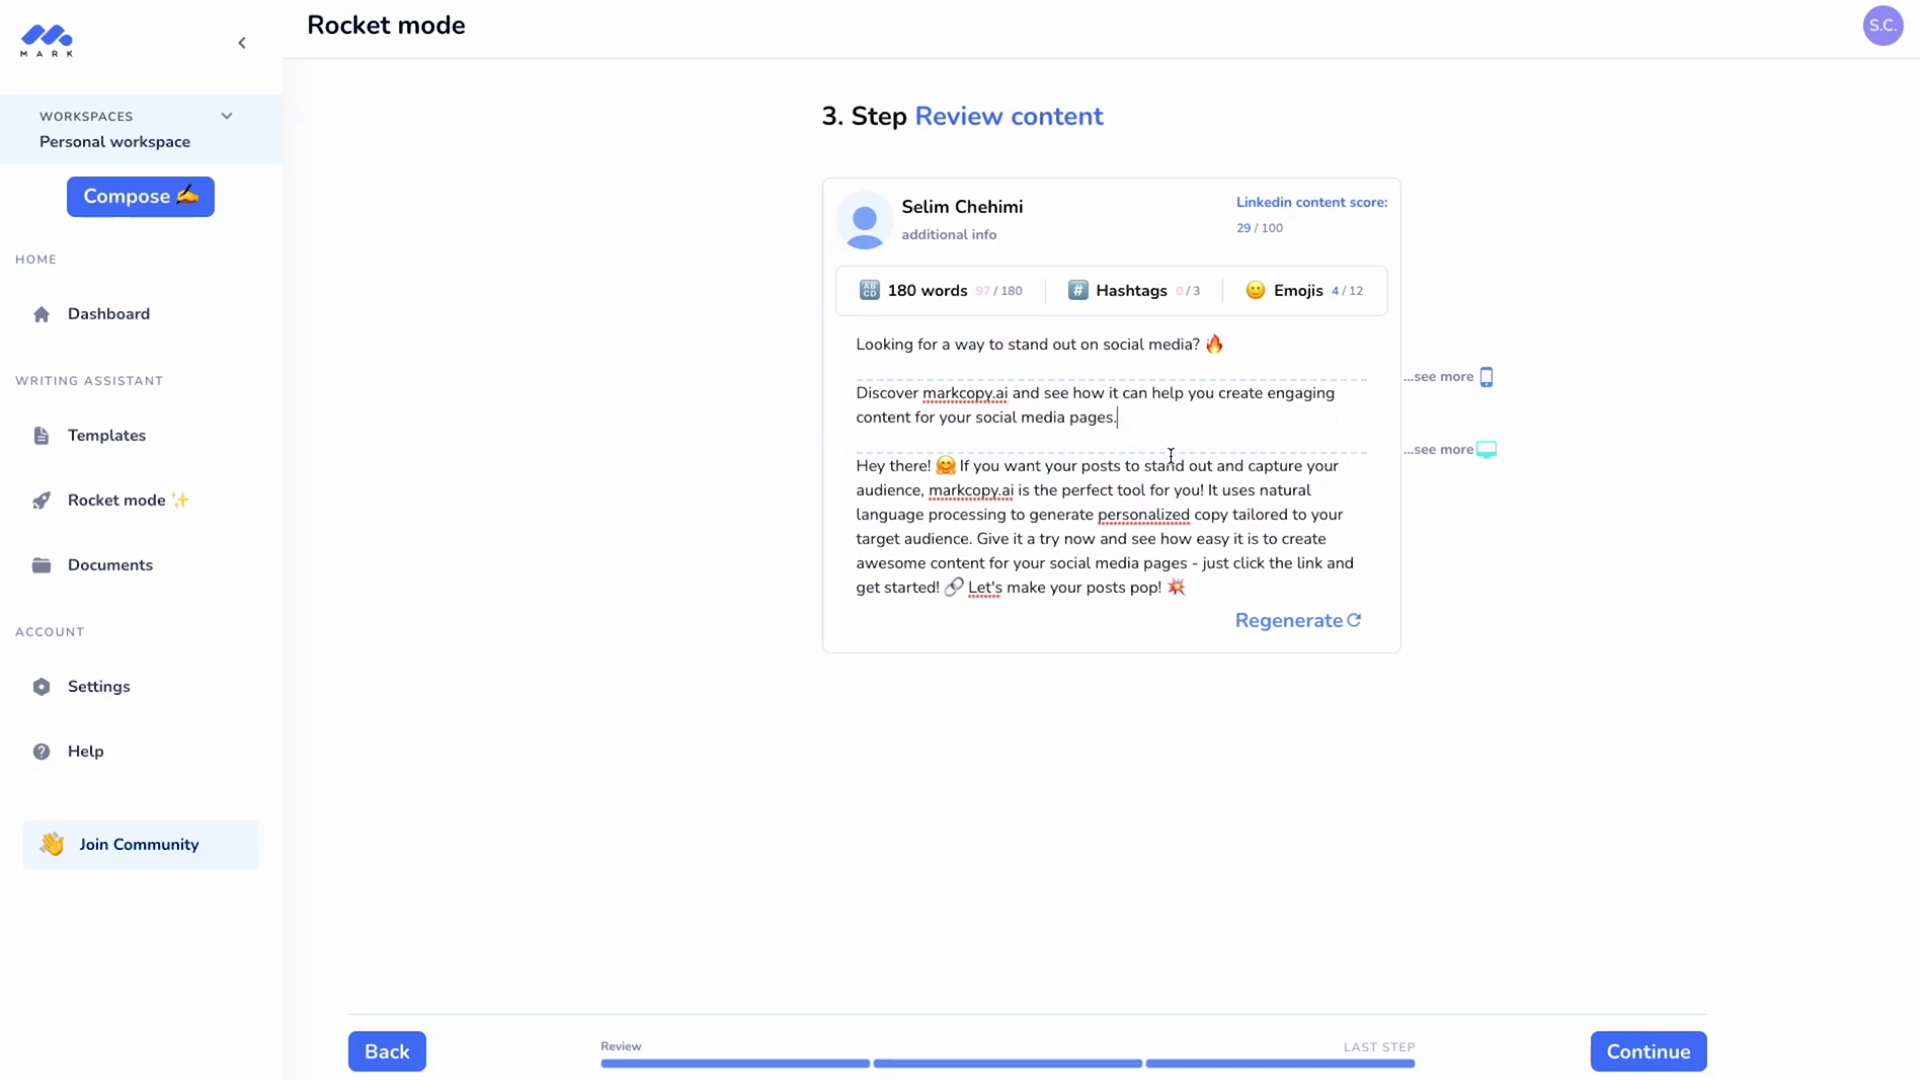 Rocket mode
S.C.
MARK
WORKSPACES
Personal workspace
Compose ✍️
HOME
Dashboard
WRITING ASSISTANT
Templates
Rocket mode ✨
Documents
ACCOUNT
Settings
Help
👋 Join Community
3. Step Review content
Selim Chehimi
additional info
Linkedin content score:
29 / 100
🔠 180 words 97 / 180 #️⃣ Hashtags 0 / 3 🙂 Emojis 4 / 12
Looking for a way to stand out on social media? 🔥
...see more
Discover markcopy.ai and see how it can help you create engaging
content for your social media pages.
...see more
Hey there! 🤗 If you want your posts to stand out and capture your
audience, markcopy.ai is the perfect tool for you! It uses natural
language processing to generate personalized copy tailored to your
target audience. Give it a try now and see how easy it is to create
awesome content for your social media pages - just click the link and
get started! 🔗 Let's make your posts pop! 💥
Regenerate
Back
Review
LAST STEP
Continue